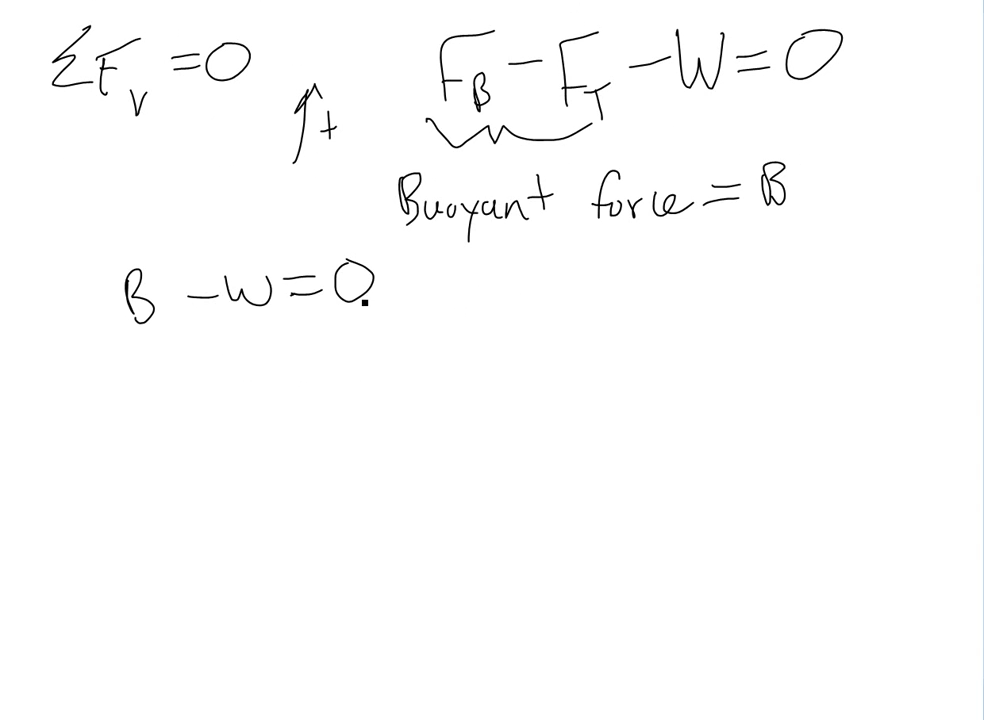 ΣF_V = 0 ↑+ F_B - F_T - W = 0
Buoyant force = B
B - W = 0